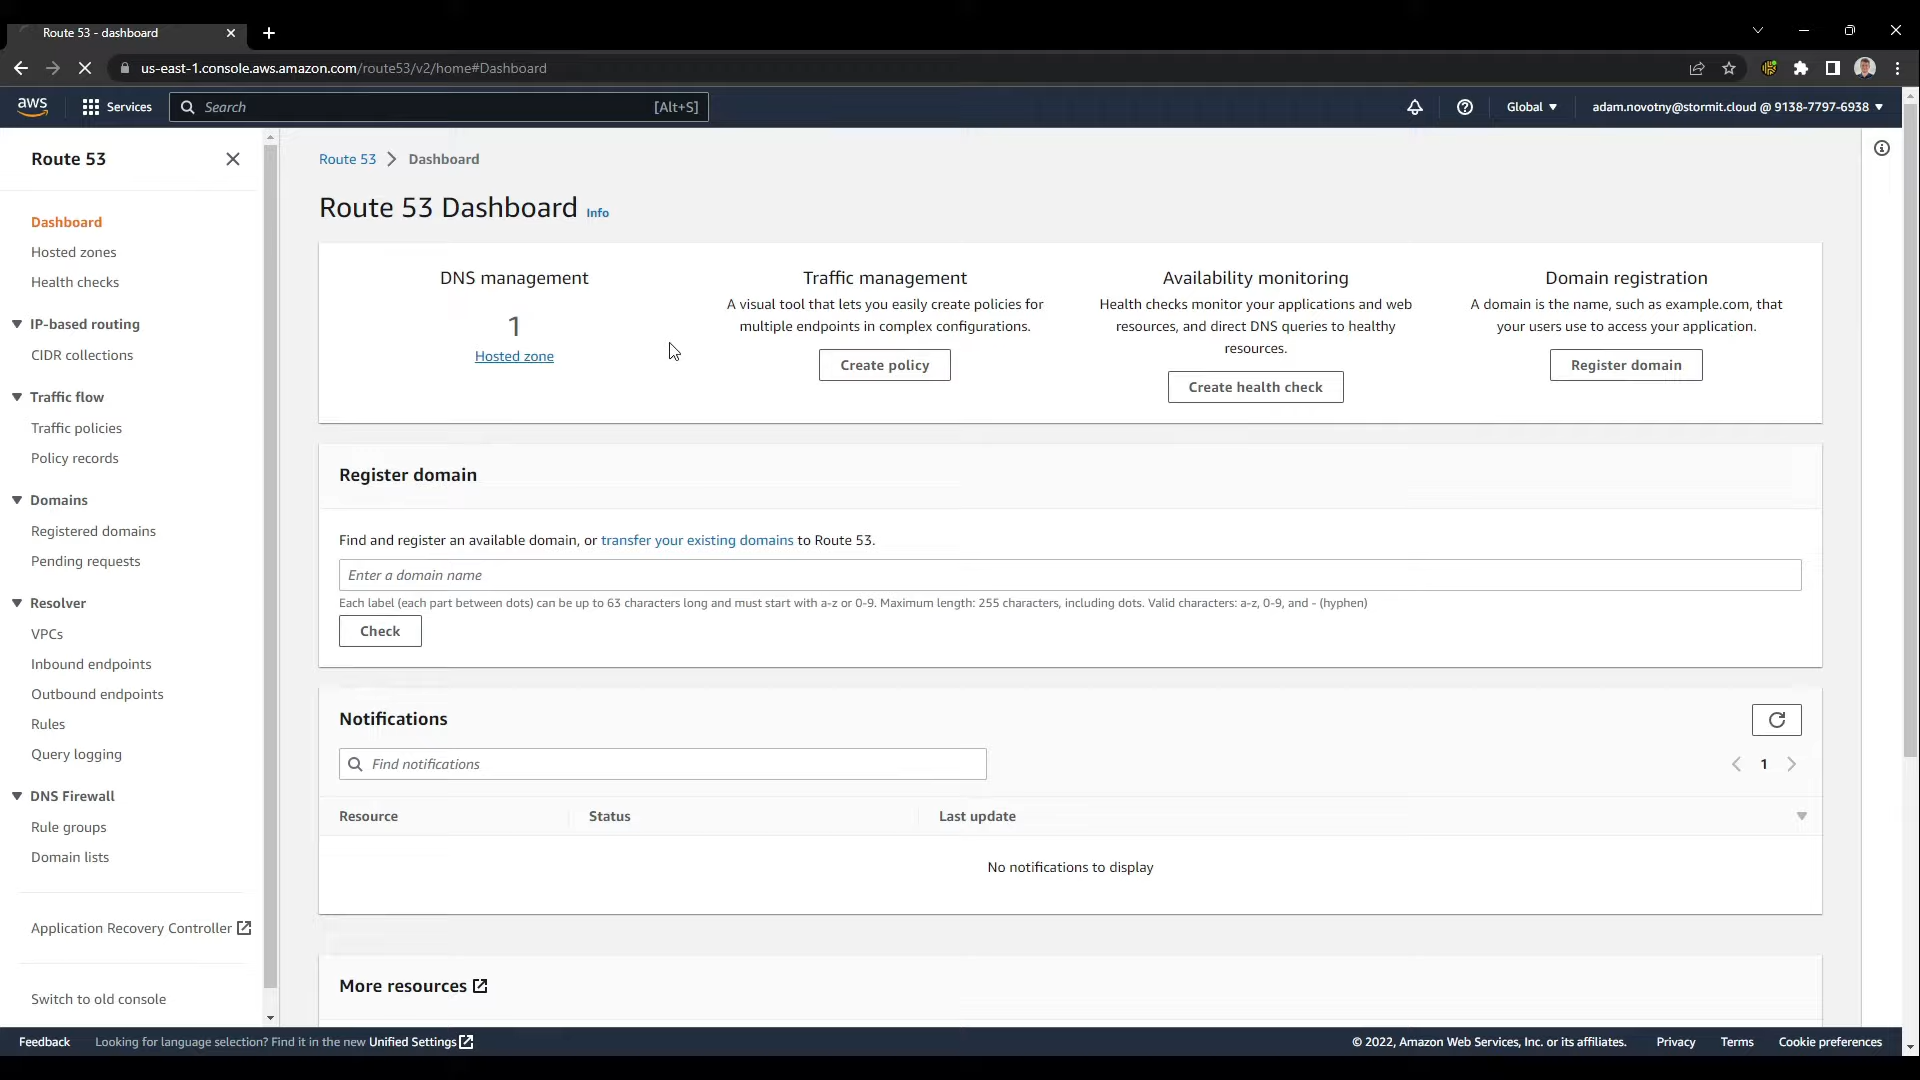 Route 53 - dashboard
us-east-1.console.aws.amazon.com/route53/v2/home#Dashboard
aws
Services
Search
[Alt+S]
Global
adam.novotny@stormit.cloud @ 9138-7797-6938
Route 53
Dashboard
Hosted zones
Health checks
IP-based routing
CIDR collections
Traffic flow
Traffic policies
Policy records
Domains
Registered domains
Pending requests
Resolver
VPCs
Inbound endpoints
Outbound endpoints
Rules
Query logging
DNS Firewall
Rule groups
Domain lists
Application Recovery Controller
Switch to old console
Route 53 Dashboard
Route 53 Dashboard Info
DNS management
1
Hosted zone
Traffic management
A visual tool that lets you easily create policies for
multiple endpoints in complex configurations.
Create policy
Availability monitoring
Health checks monitor your applications and web
resources, and direct DNS queries to healthy
resources.
Create health check
Domain registration
A domain is the name, such as example.com, that
your users use to access your application.
Register domain
Register domain
Find and register an available domain, or transfer your existing domains to Route 53.
Enter a domain name
Each label (each part between dots) can be up to 63 characters long and must start with a-z or 0-9. Maximum length: 255 characters, including dots. Valid characters: a-z, 0-9, and - (hyphen)
Check
Notifications
Find notifications
1
Resource
Status
Last update
No notifications to display
More resources
Feedback
Looking for language selection? Find it in the new Unified Settings
© 2022, Amazon Web Services, Inc. or its affiliates.
Privacy
Terms
Cookie preferences